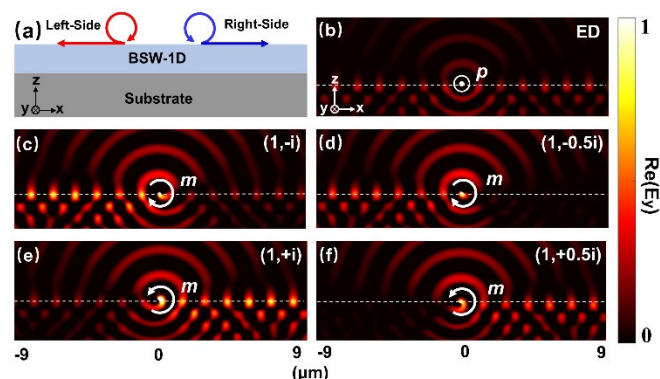 (a) Left-Side Right-Side
BSW-1D
z
y x
Substrate
(b) ED
p
z
y x
1
(c) (1,-i)
m
(d) (1,-0.5i)
m
Re(Ey)
(e) (1,+i)
m
(f) (1,+0.5i)
m
0
-9 0 9 -9 0 9
(μm)